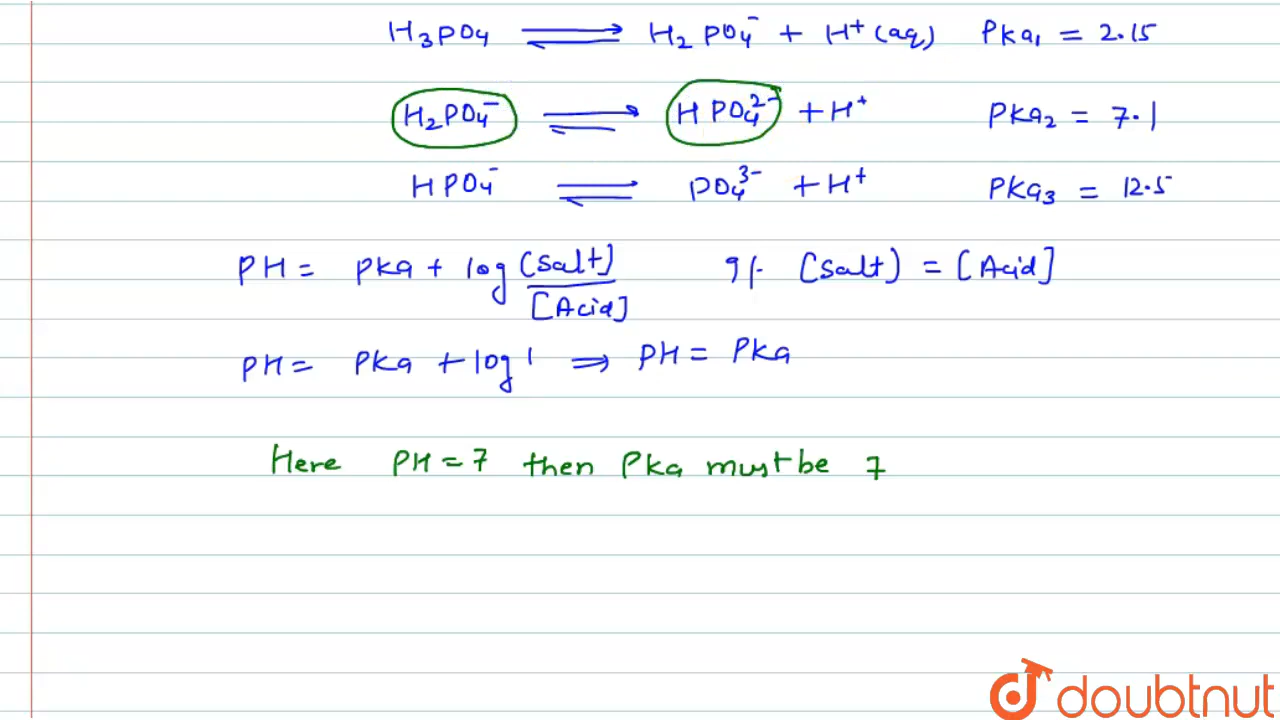 H₃PO₄ ⇌ H₂PO₄⁻ + H⁺(aq) Pka₁ = 2.15
H₂PO₄⁻ ⇌ HPO₄²⁻ + H⁺ PKa₂ = 7.1
HPO₄⁻ ⇌ PO₄³⁻ + H⁺ PKa₃ = 12.5
PH = PKa + log [Salt]/[Acid] If [Salt] = [Acid]
PH = PKa + log 1 ⇒ PH = PKa
Here PH = 7 then PKa must be 7
doubtnut